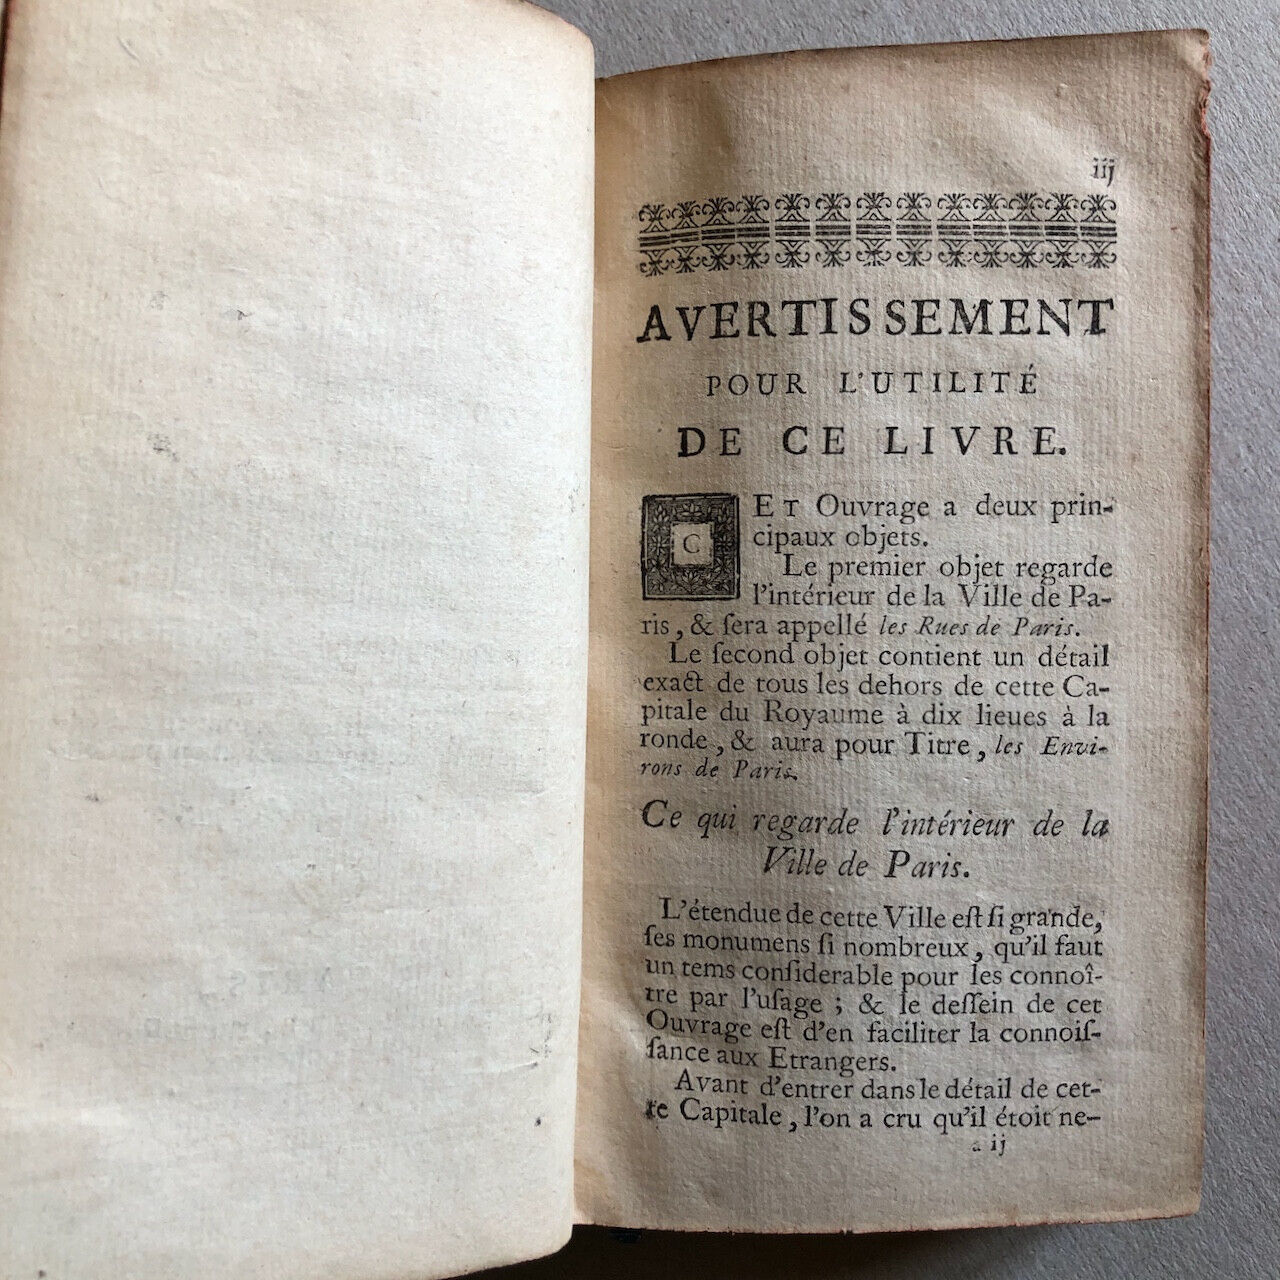 iij
AVERTISSEMENT
POUR L'UTILITÉ
DE CE LIVRE.
CET Ouvrage a deux prin-
cipaux objets.
Le premier objet regarde
l'intérieur de la Ville de Pa-
ris, & ſera appellé les Rues de Paris.
Le ſecond objet contient un détail
exact de tous les dehors de cette Ca-
pitale du Royaume à dix lieues à la
ronde, & aura pour Titre, les Envi-
rons de Paris.
Ce qui regarde l'intérieur de la
Ville de Paris.
L'étendue de cette Ville eſt ſi grande,
ſes monumens ſi nombreux, qu'il faut
un tems conſiderable pour les connoî-
tre par l'uſage ; & le deſſein de cet
Ouvrage eſt d'en faciliter la connoiſ-
ſance aux Etrangers.
Avant d'entrer dans le détail de cet-
te Capitale, l'on a cru qu'il étoit ne-
a ij